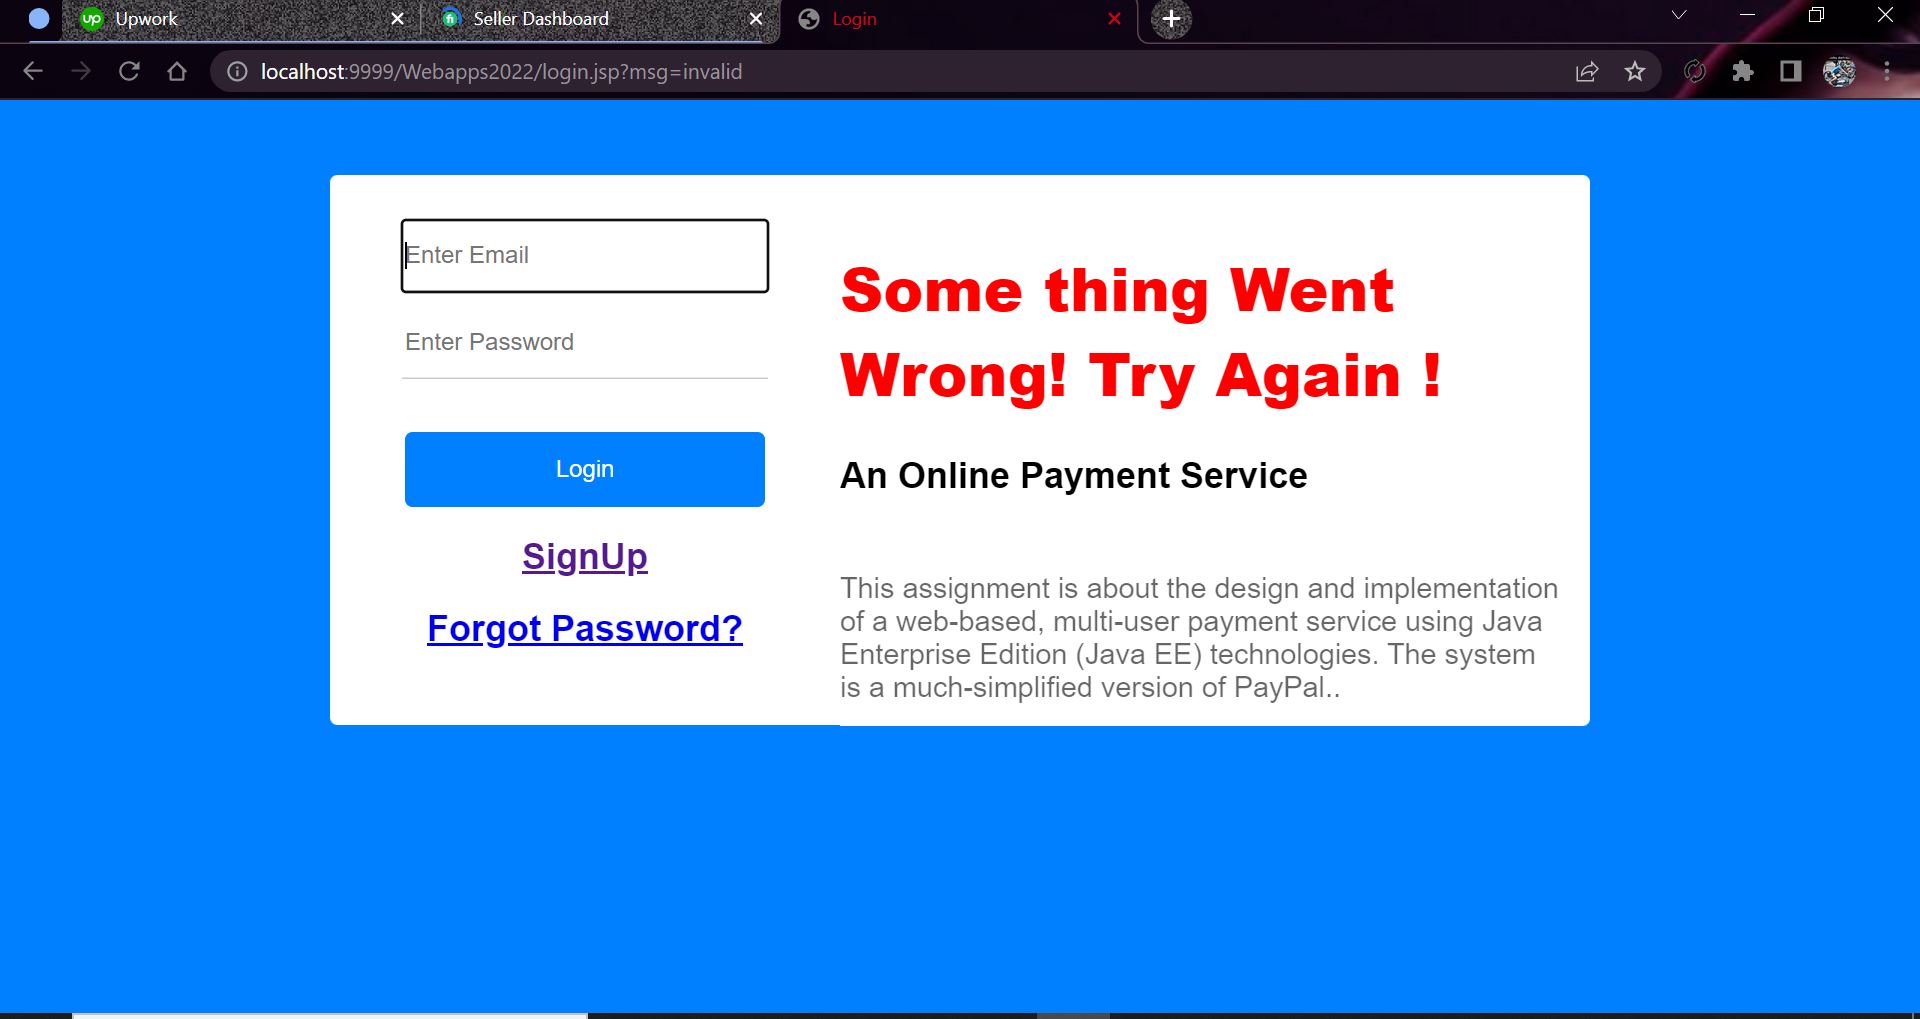 up Upwork
fi Seller Dashboard
Login
localhost:9999/Webapps2022/login.jsp?msg=invalid
Enter Email
Enter Password
Login
SignUp
Forgot Password?
Some thing Went
Wrong! Try Again !
An Online Payment Service
This assignment is about the design and implementation
of a web-based, multi-user payment service using Java
Enterprise Edition (Java EE) technologies. The system
is a much-simplified version of PayPal..